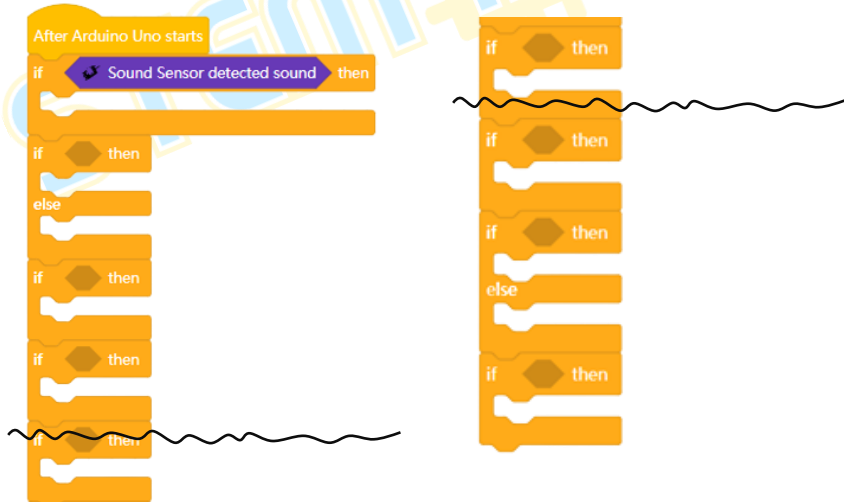 After Arduino Uno starts
if Sound Sensor detected sound then
if then
else
if then
if then
if then
if then
if then
if then
else
if then